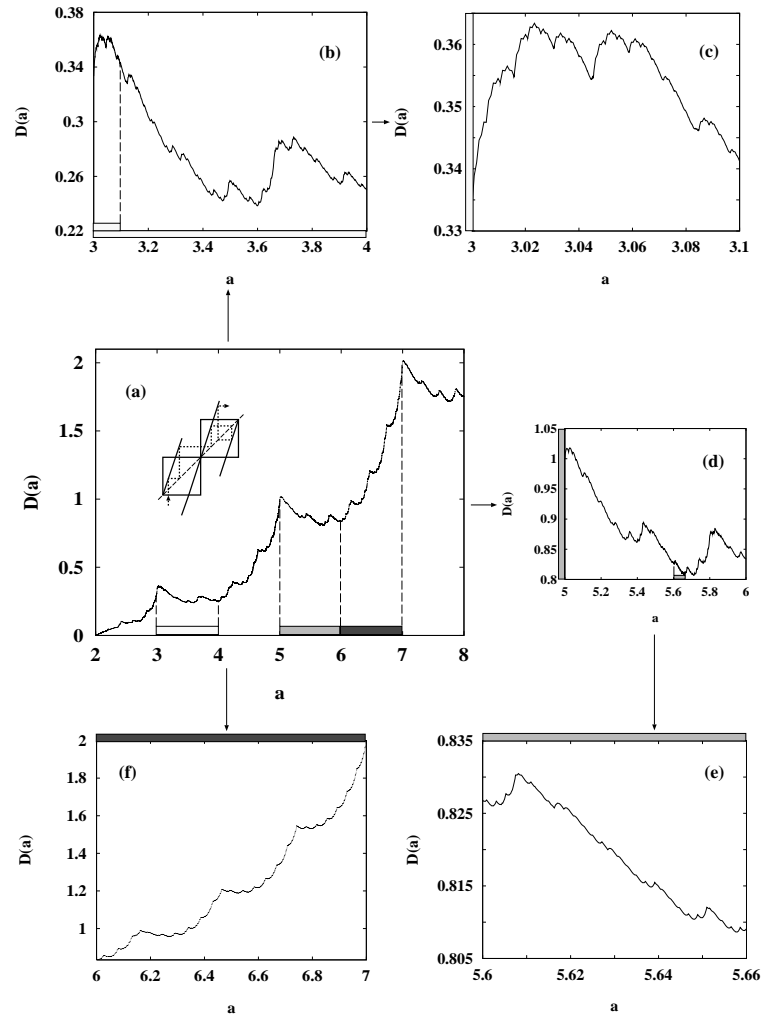 0.38
0.34
0.3
0.26
0.22
D(a)
(b)
3 3.2 3.4 3.6 3.8 4
a
0.36
0.35
0.34
0.33
D(a)
(c)
3 3.02 3.04 3.06 3.08 3.1
a
2
1.5
1
0.5
0
D(a)
(a)
2 3 4 5 6 7 8
a
1.05
1
0.95
0.9
0.85
0.8
D(a)
(d)
5 5.2 5.4 5.6 5.8 6
a
2
1.8
1.6
1.4
1.2
1
D(a)
(f)
6 6.2 6.4 6.6 6.8 7
a
0.835
0.825
0.815
0.805
D(a)
(e)
5.6 5.62 5.64 5.66
a